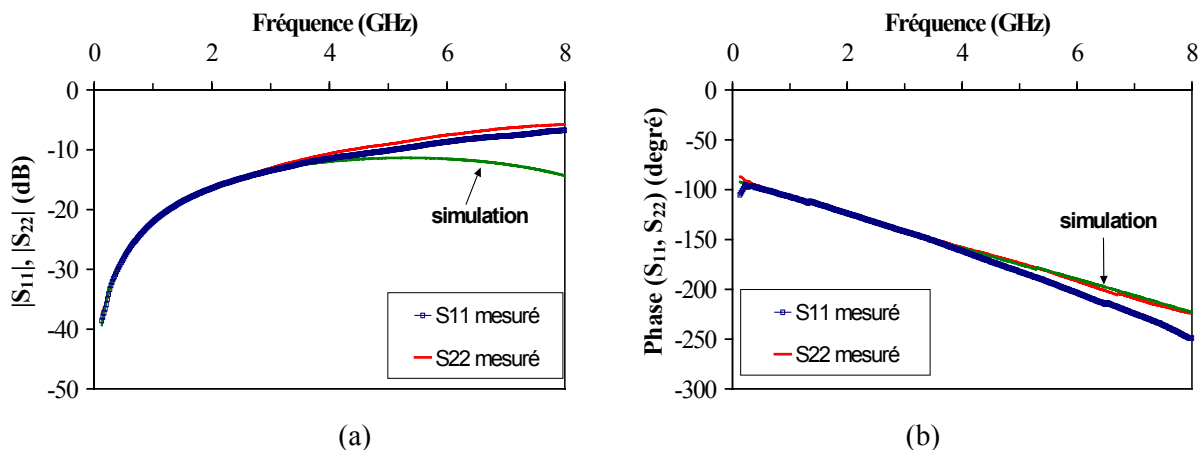 Fréquence (GHz)
0 2 4 6 8
0
-10
-20
-30
-40
-50
|S11|, |S22| (dB)
simulation
S11 mesuré
S22 mesuré
(a)
Fréquence (GHz)
0 2 4 6 8
0
-50
-100
-150
-200
-250
-300
Phase (S11, S22) (degré)
simulation
S11 mesuré
S22 mesuré
(b)